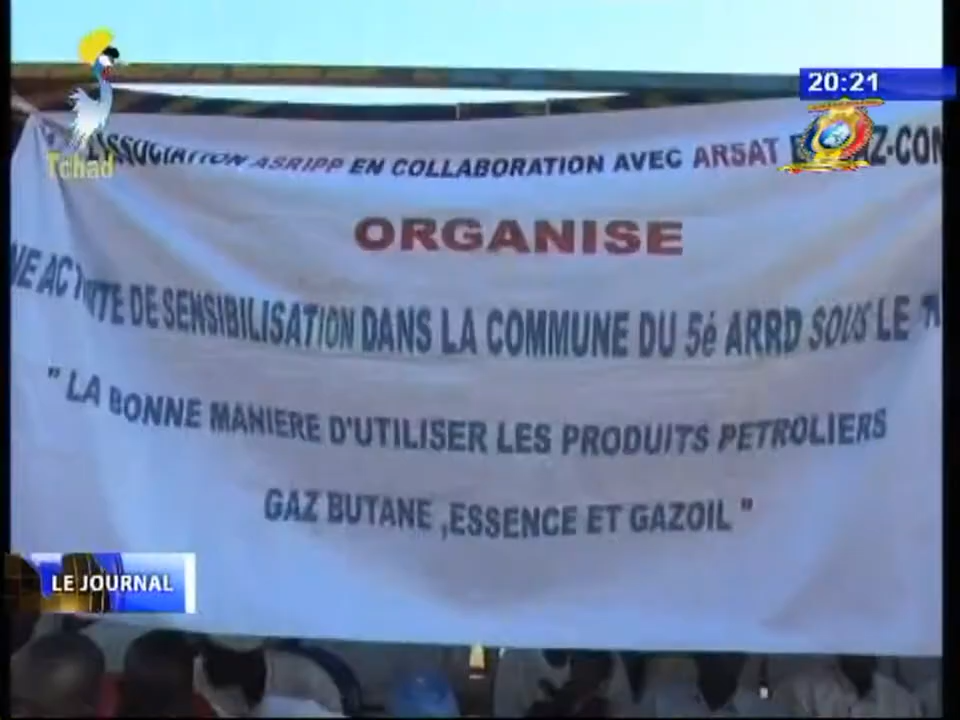 20:21
Tchad
ASSOCIATION ASRIPP EN COLLABORATION AVEC ARSAT
ORGANISE
DE SENSIBILISATION DANS LA COMMUNE DU 5é ARRD SOUS LE
" LA BONNE MANIERE D'UTILISER LES PRODUITS PETROLIERS
GAZ BUTANE ,ESSENCE ET GAZOIL "
LE JOURNAL